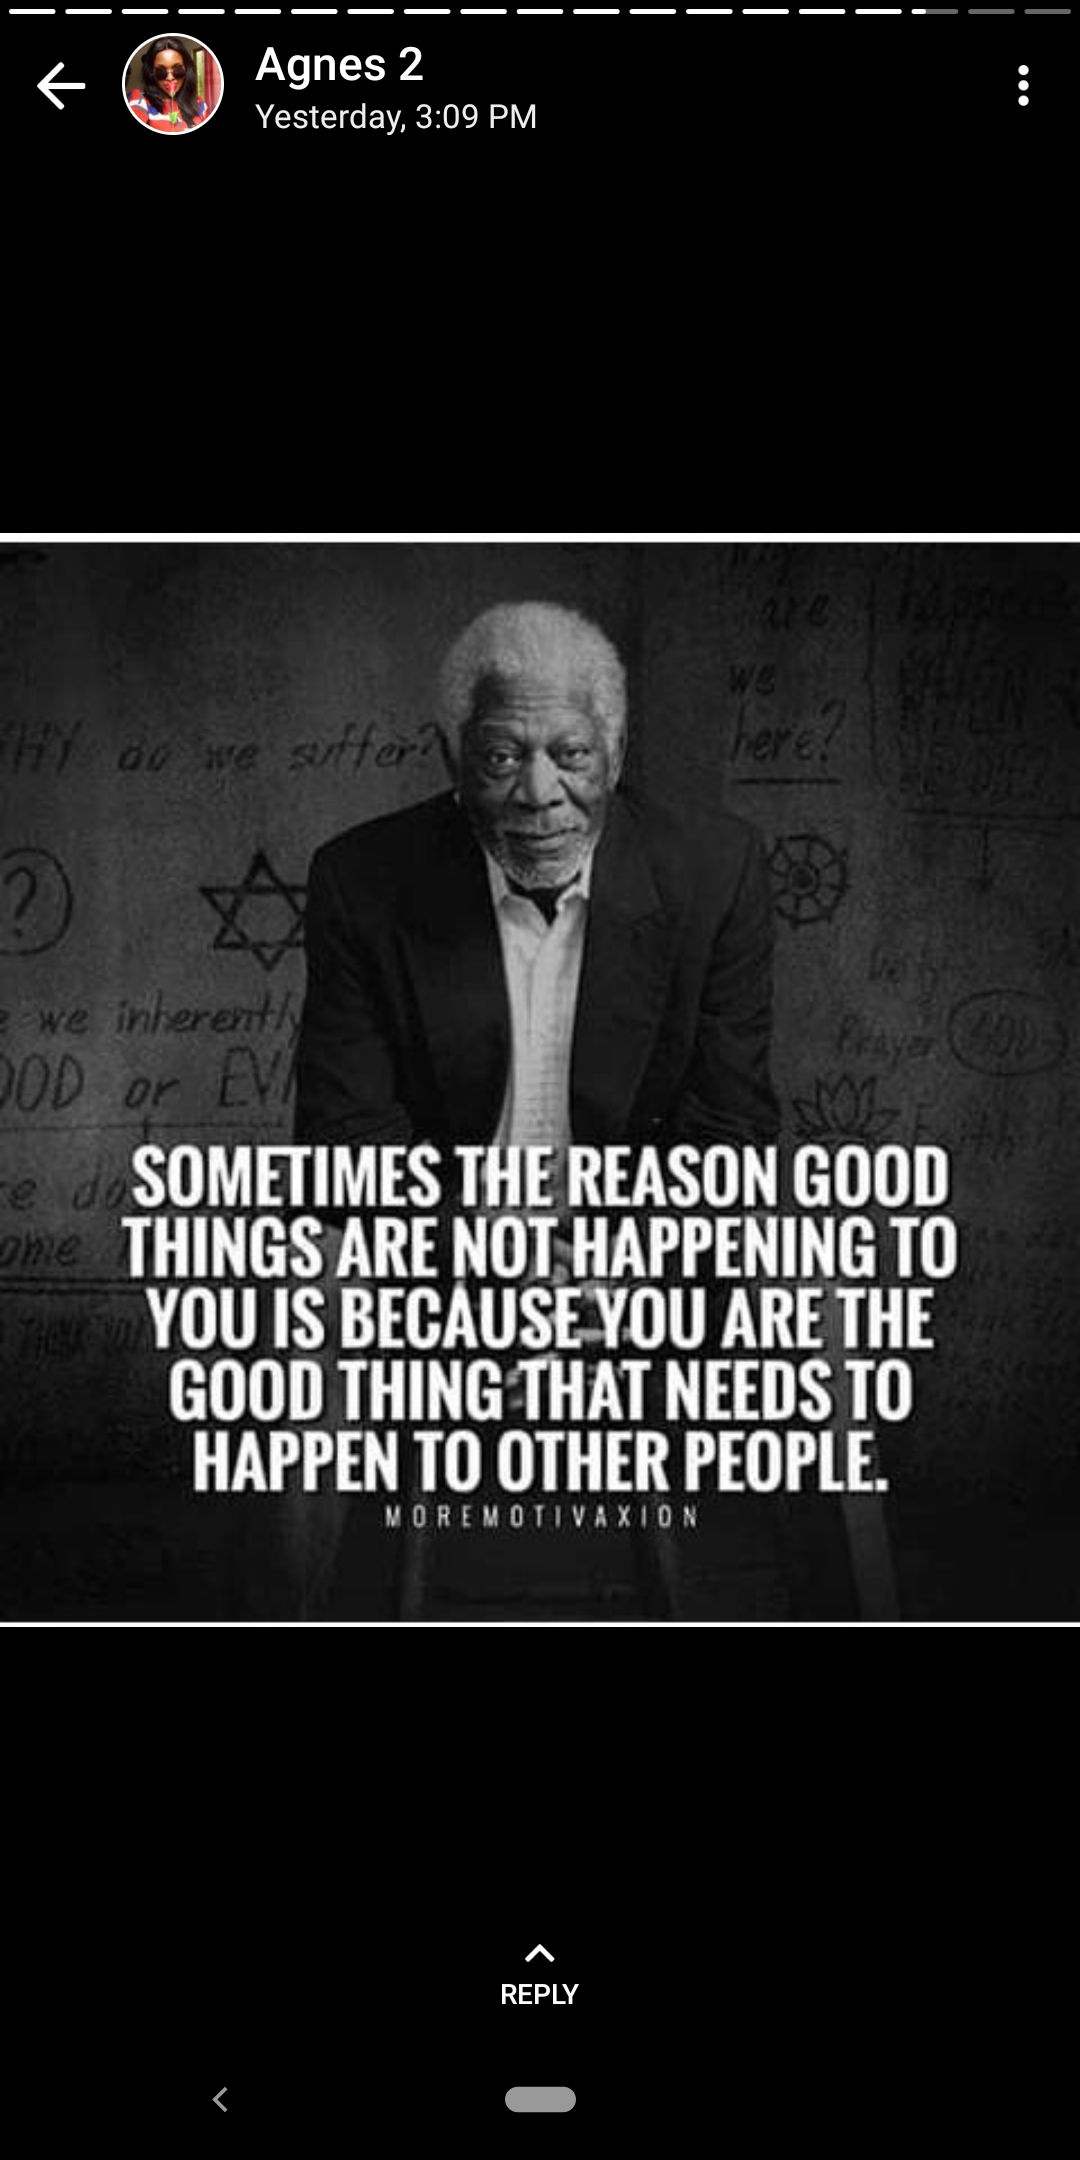 Agnes 2
Yesterday, 3:09 PM
are
we
here?
do we suffer?
?
we inherently
OOD or EVI
SOMETIMES THE REASON GOOD
THINGS ARE NOT HAPPENING TO
YOU IS BECAUSE YOU ARE THE
GOOD THING THAT NEEDS TO
HAPPEN TO OTHER PEOPLE.
MOREMOTIVAXION
REPLY